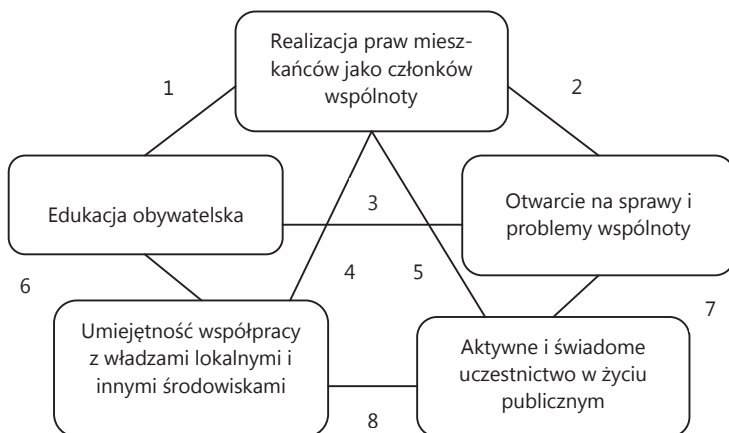 Realizacja praw miesz-
kańców jako członków
wspólnoty
1
2
Edukacja obywatelska
3
Otwarcie na sprawy i
problemy wspólnoty
6
4
5
7
Umiejętność współpracy
z władzami lokalnymi i
innymi środowiskami
Aktywne i świadome
uczestnictwo w życiu
publicznym
8